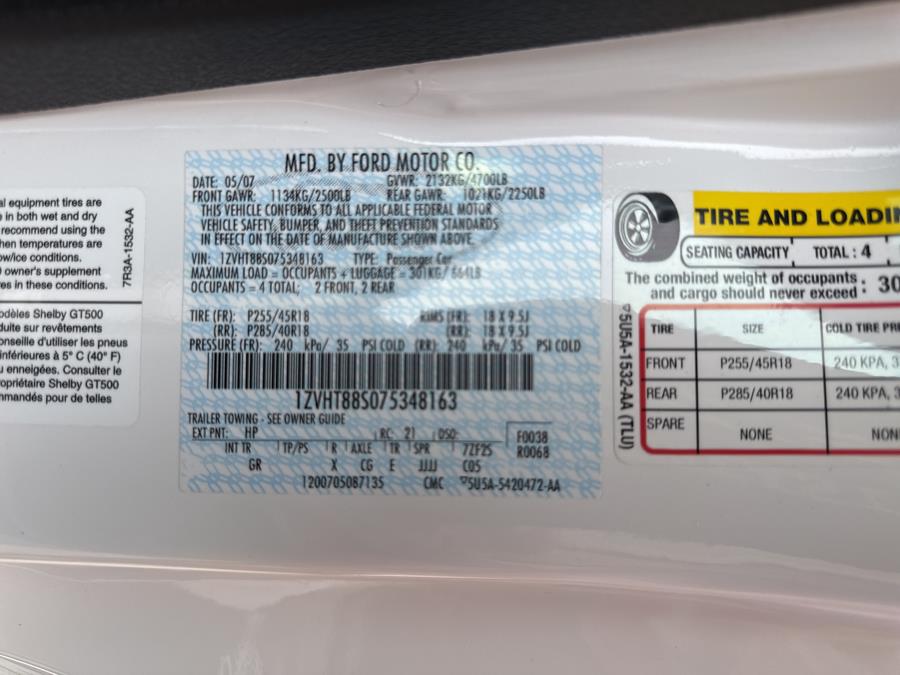 al equipment tires are
e in both wet and dry
recommend using the
hen temperatures are
ow/ice conditions.
owner's supplement
res in these conditions.
7R3A-1532-AA
odèles Shelby GT500
duite sur revêtements
onseille d'utiliser les pneus
inférieures à 5° C (40° F)
u enneigées. Consulter le
opriétaire Shelby GT500
mmandés pour de telles
MFD. BY FORD MOTOR CO.
DATE: 05/07 GVWR: 2132KG/4700LB
FRONT GAWR: 1134KG/2500LB REAR GAWR: 1021KG/2250LB
THIS VEHICLE CONFORMS TO ALL APPLICABLE FEDERAL MOTOR
VEHICLE SAFETY, BUMPER, AND THEFT PREVENTION STANDARDS
IN EFFECT ON THE DATE OF MANUFACTURE SHOWN ABOVE.
VIN: 1ZVHT88S075348163 TYPE: Passenger Car
MAXIMUM LOAD = OCCUPANTS + LUGGAGE = 301KG/ 664LB
OCCUPANTS = 4 TOTAL; 2 FRONT, 2 REAR
TIRE (FR): P255/45R18 RIMS (FR): 18 X 9.5J
(RR): P285/40R18 (RR): 18 X 9.5J
PRESSURE (FR): 240 kPa/ 35 PSI COLD (RR): 240 kPa/ 35 PSI COLD
1ZVHT88S075348163
TRAILER TOWING - SEE OWNER GUIDE
EXT PNT: HP RC: 21 DSO: F0038
INT TR TP/PS R AXLE TR SPR 7ZF25 R0068
GR X CG E JJJJ C05
1200705087135 CMC ▽5U5A-5420472-AA
TIRE AND LOADIN
SEATING CAPACITY TOTAL : 4
The combined weight of occupants
and cargo should never exceed : 30
▽5U5A-1532-AA (TLU)
TIRE SIZE COLD TIRE PRE
FRONT P255/45R18 240 KPA, 3
REAR P285/40R18 240 KPA, 3
SPARE NONE NON